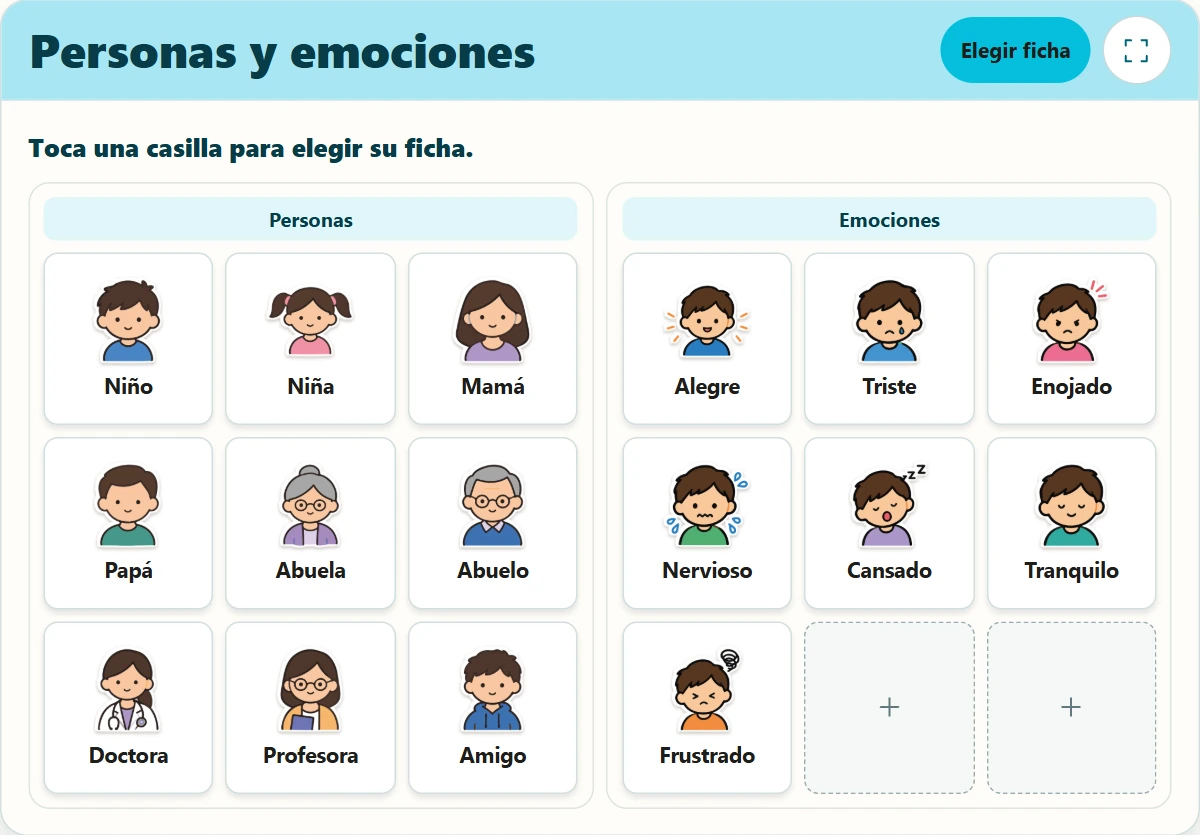 Personas y emociones
Elegir ficha
Toca una casilla para elegir su ficha.
Personas
Niño
Niña
Mamá
Papá
Abuela
Abuelo
Doctora
Profesora
Amigo
Emociones
Alegre
Triste
Enojado
Nervioso
z z Z
Cansado
Tranquilo
Frustrado
+
+